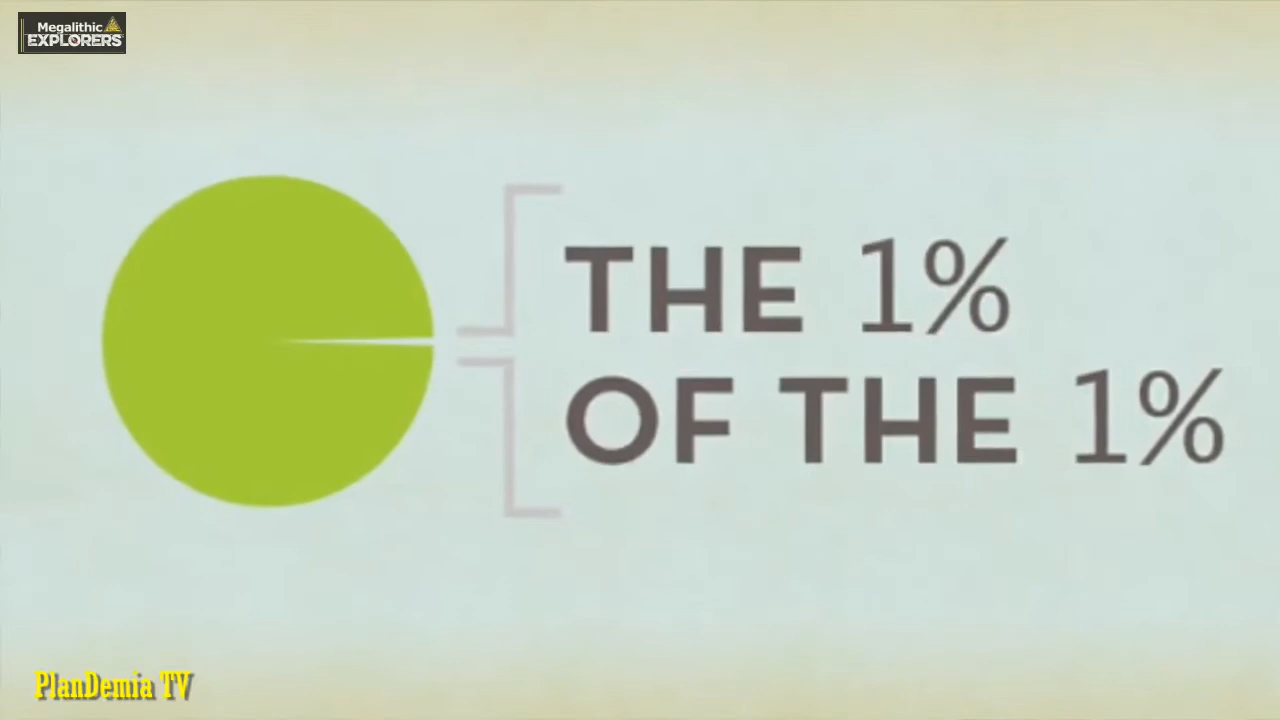 Megalithic
EXPLORERS
THE 1%
OF THE 1%
PlanDemia TV